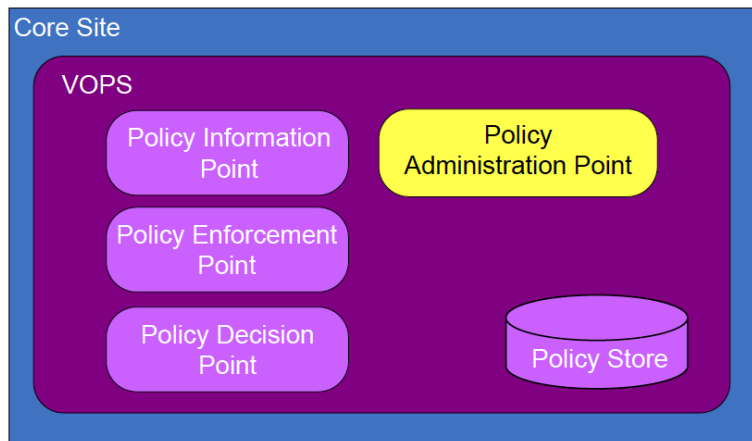 Core Site
VOPS
Policy Information
Point
Policy
Administration Point
Policy Enforcement
Point
Policy Decision
Point
Policy Store